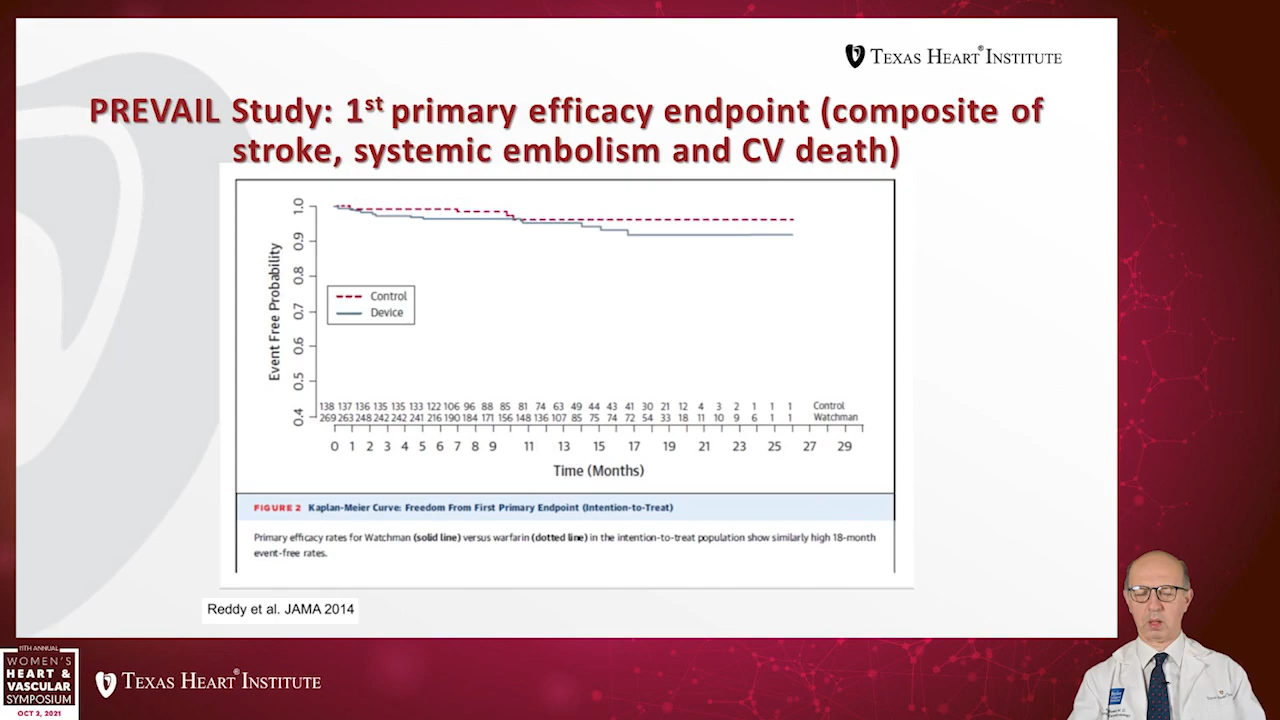 TEXAS HEART® INSTITUTE
PREVAIL Study: 1st primary efficacy endpoint (composite of
stroke, systemic embolism and CV death)
Event Free Probability
1.0
0.9
0.8
0.7
0.6
0.5
0.4
Control
Device
138 137 136 135 135 133 122 106 96 88 85 81 74 63 49 44 43 41 30 21 12 4 3 2 1 1 1 Control
269 263 248 242 242 241 216 190 184 171 156 148 136 107 85 75 74 72 54 33 18 11 10 9 6 1 1 Watchman
0 1 2 3 4 5 6 7 8 9 11 13 15 17 19 21 23 25 27 29
Time (Months)
FIGURE 2 Kaplan-Meier Curve: Freedom From First Primary Endpoint (Intention-to-Treat)
Primary efficacy rates for Watchman (solid line) versus warfarin (dotted line) in the intention-to-treat population show similarly high 18-month
event-free rates.
Reddy et al. JAMA 2014
11TH ANNUAL
WOMEN'S
HEART &
VASCULAR
SYMPOSIUM
OCT 2, 2021
TEXAS HEART® INSTITUTE